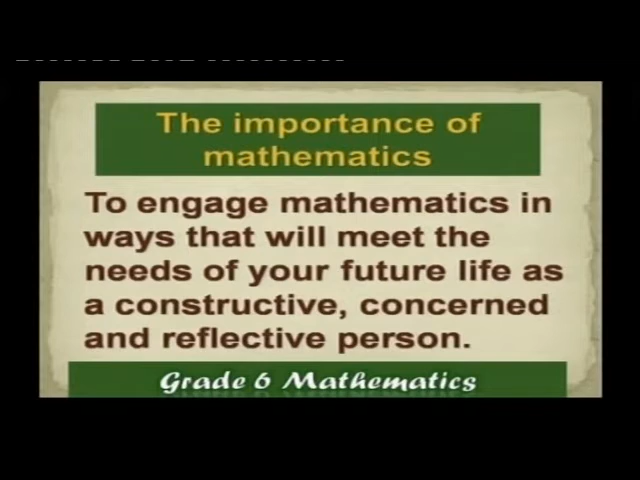 The importance of
mathematics
To engage mathematics in
ways that will meet the
needs of your future life as
a constructive, concerned
and reflective person.
Grade 6 Mathematics